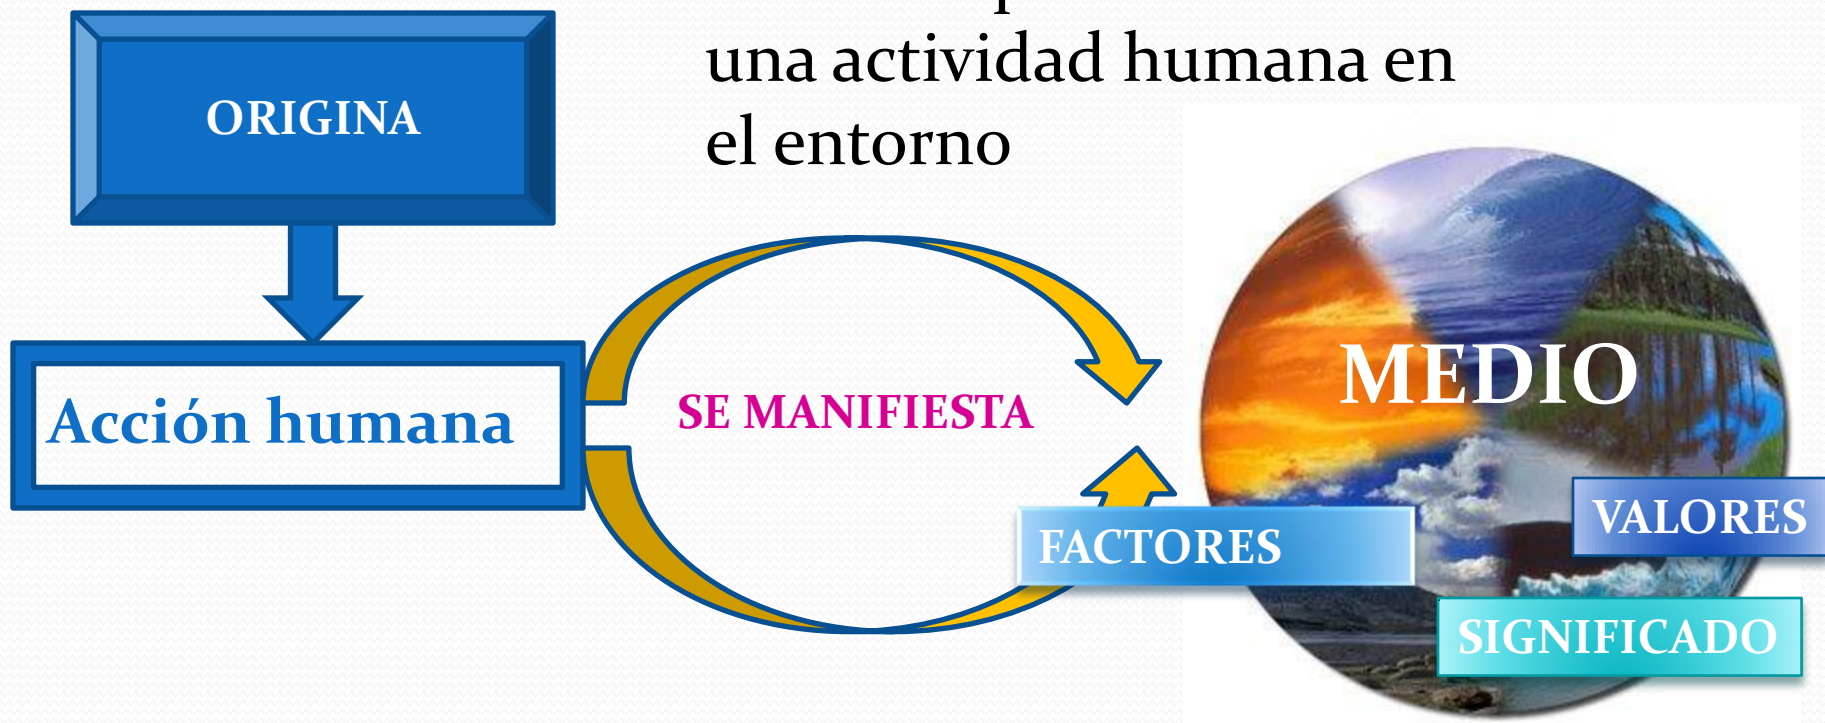 una actividad humana en
el entorno
ORIGINA
Acción humana
SE MANIFIESTA
MEDIO
VALORES
FACTORES
SIGNIFICADO